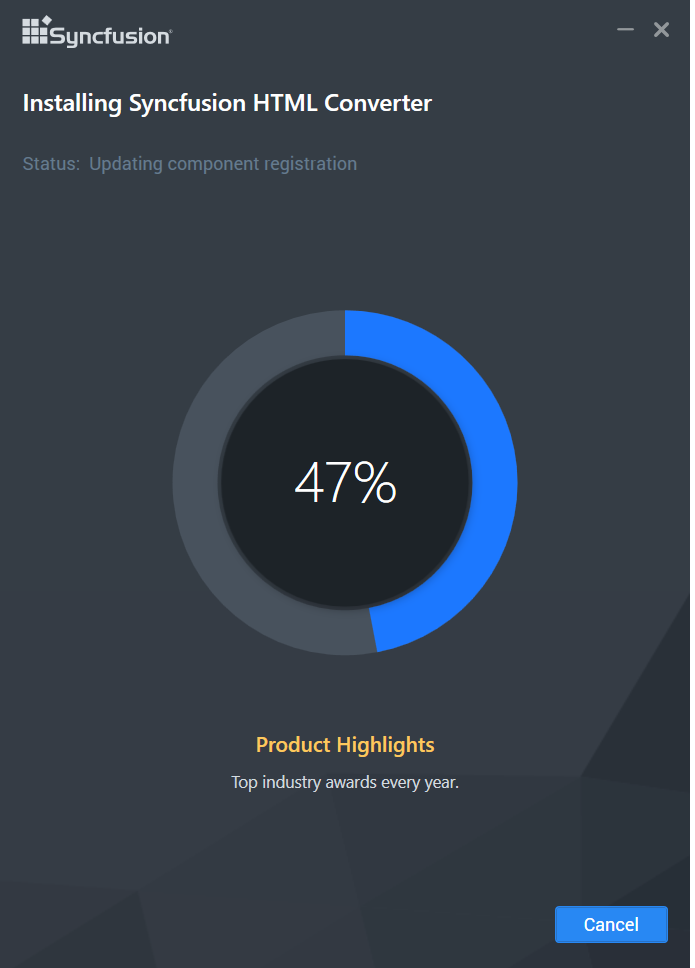 Syncfusion®
Installing Syncfusion HTML Converter
Status: Updating component registration
47%
Product Highlights
Top industry awards every year.
Cancel